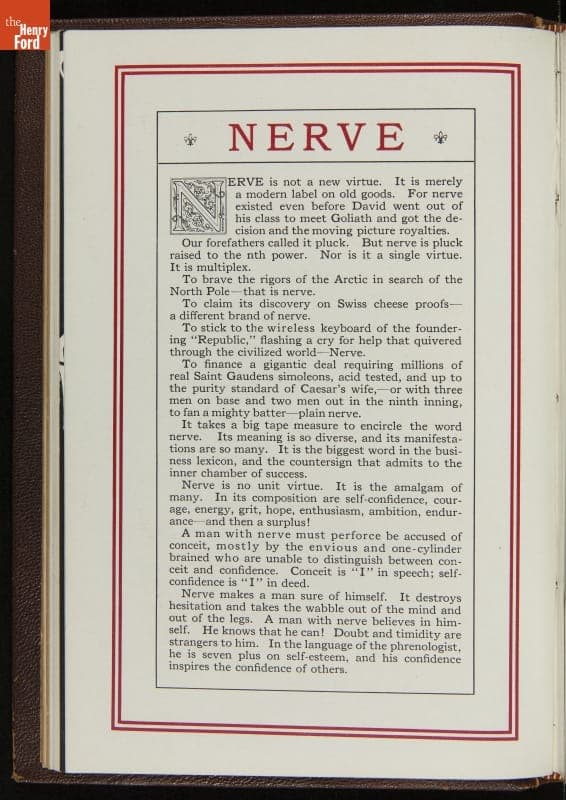 the
Henry
Ford
NERVE
NERVE is not a new virtue. It is merely
a modern label on old goods. For nerve
existed even before David went out of
his class to meet Goliath and got the de-
cision and the moving picture royalties.
Our forefathers called it pluck. But nerve is pluck
raised to the nth power. Nor is it a single virtue.
It is multiplex.
To brave the rigors of the Arctic in search of the
North Pole—that is nerve.
To claim its discovery on Swiss cheese proofs—
a different brand of nerve.
To stick to the wireless keyboard of the founder-
ing "Republic," flashing a cry for help that quivered
through the civilized world—Nerve.
To finance a gigantic deal requiring millions of
real Saint Gaudens simoleons, acid tested, and up to
the purity standard of Caesar's wife,—or with three
men on base and two men out in the ninth inning,
to fan a mighty batter—plain nerve.
It takes a big tape measure to encircle the word
nerve. Its meaning is so diverse, and its manifesta-
tions are so many. It is the biggest word in the busi-
ness lexicon, and the countersign that admits to the
inner chamber of success.
Nerve is no unit virtue. It is the amalgam of
many. In its composition are self-confidence, cour-
age, energy, grit, hope, enthusiasm, ambition, endur-
ance—and then a surplus!
A man with nerve must perforce be accused of
conceit, mostly by the envious and one-cylinder
brained who are unable to distinguish between con-
ceit and confidence. Conceit is "I" in speech; self-
confidence is "I" in deed.
Nerve makes a man sure of himself. It destroys
hesitation and takes the wabble out of the mind and
out of the legs. A man with nerve believes in him-
self. He knows that he can! Doubt and timidity are
strangers to him. In the language of the phrenologist,
he is seven plus on self-esteem, and his confidence
inspires the confidence of others.